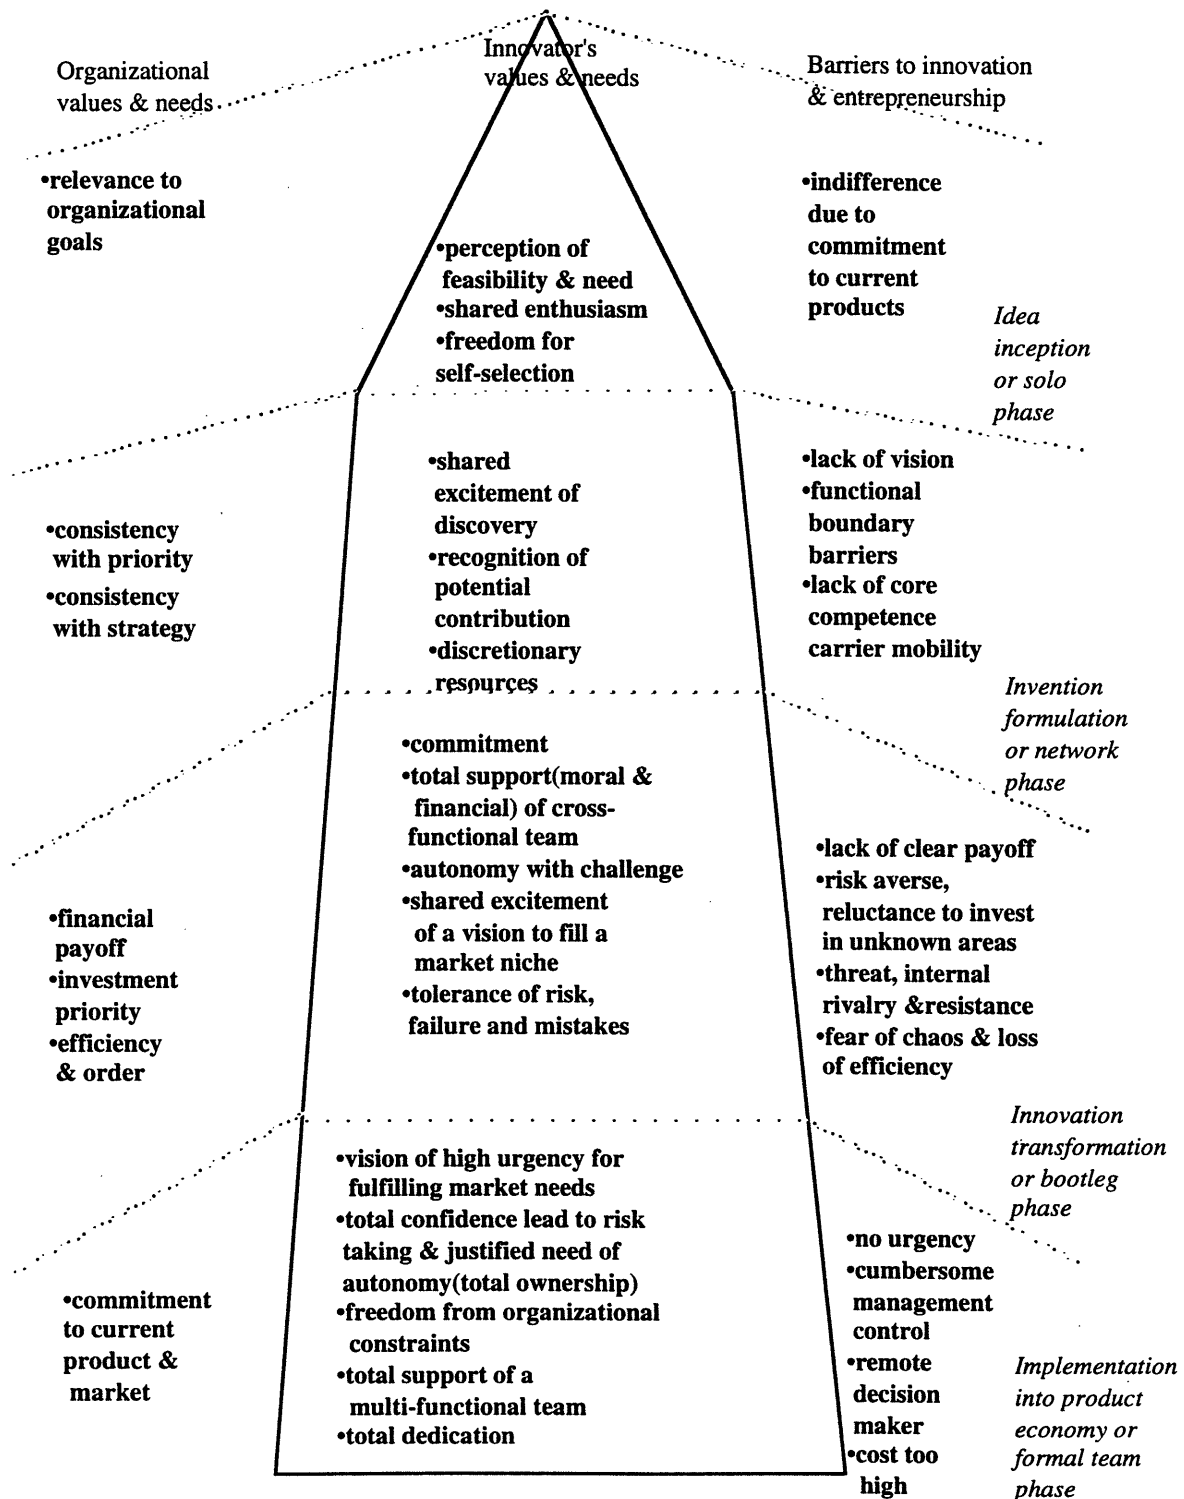 Organizational
values & needs
Innovator's
values & needs
Barriers to innovation
& entrepreneurship
•relevance to
organizational
goals
•perception of
feasibility & need
•shared enthusiasm
•freedom for
self-selection
•indifference
due to
commitment
to current
products
Idea
inception
or solo
phase
•consistency
with priority
•consistency
with strategy
•shared
excitement of
discovery
•recognition of
potential
contribution
•discretionary
resources
•lack of vision
•functional
boundary
barriers
•lack of core
competence
carrier mobility
Invention
formulation
or network
phase
•financial
payoff
•investment
priority
•efficiency
& order
•commitment
•total support(moral &
financial) of cross-
functional team
•autonomy with challenge
•shared excitement
of a vision to fill a
market niche
•tolerance of risk,
failure and mistakes
•lack of clear payoff
•risk averse,
reluctance to invest
in unknown areas
•threat, internal
rivalry &resistance
•fear of chaos & loss
of efficiency
Innovation
transformation
or bootleg
phase
•commitment
to current
product &
market
•vision of high urgency for
fulfilling market needs
•total confidence lead to risk
taking & justified need of
autonomy(total ownership)
•freedom from organizational
constraints
•total support of a
multi-functional team
•total dedication
•no urgency
•cumbersome
management
control
•remote
decision
maker
•cost too
high
Implementation
into product
economy or
formal team
phase